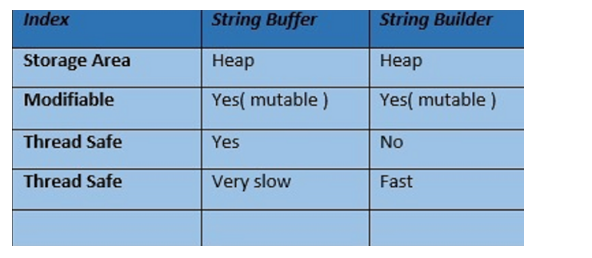 Index String Buffer String Builder
Storage Area Heap Heap
Modifiable Yes( mutable ) Yes( mutable )
Thread Safe Yes No
Thread Safe Very slow Fast